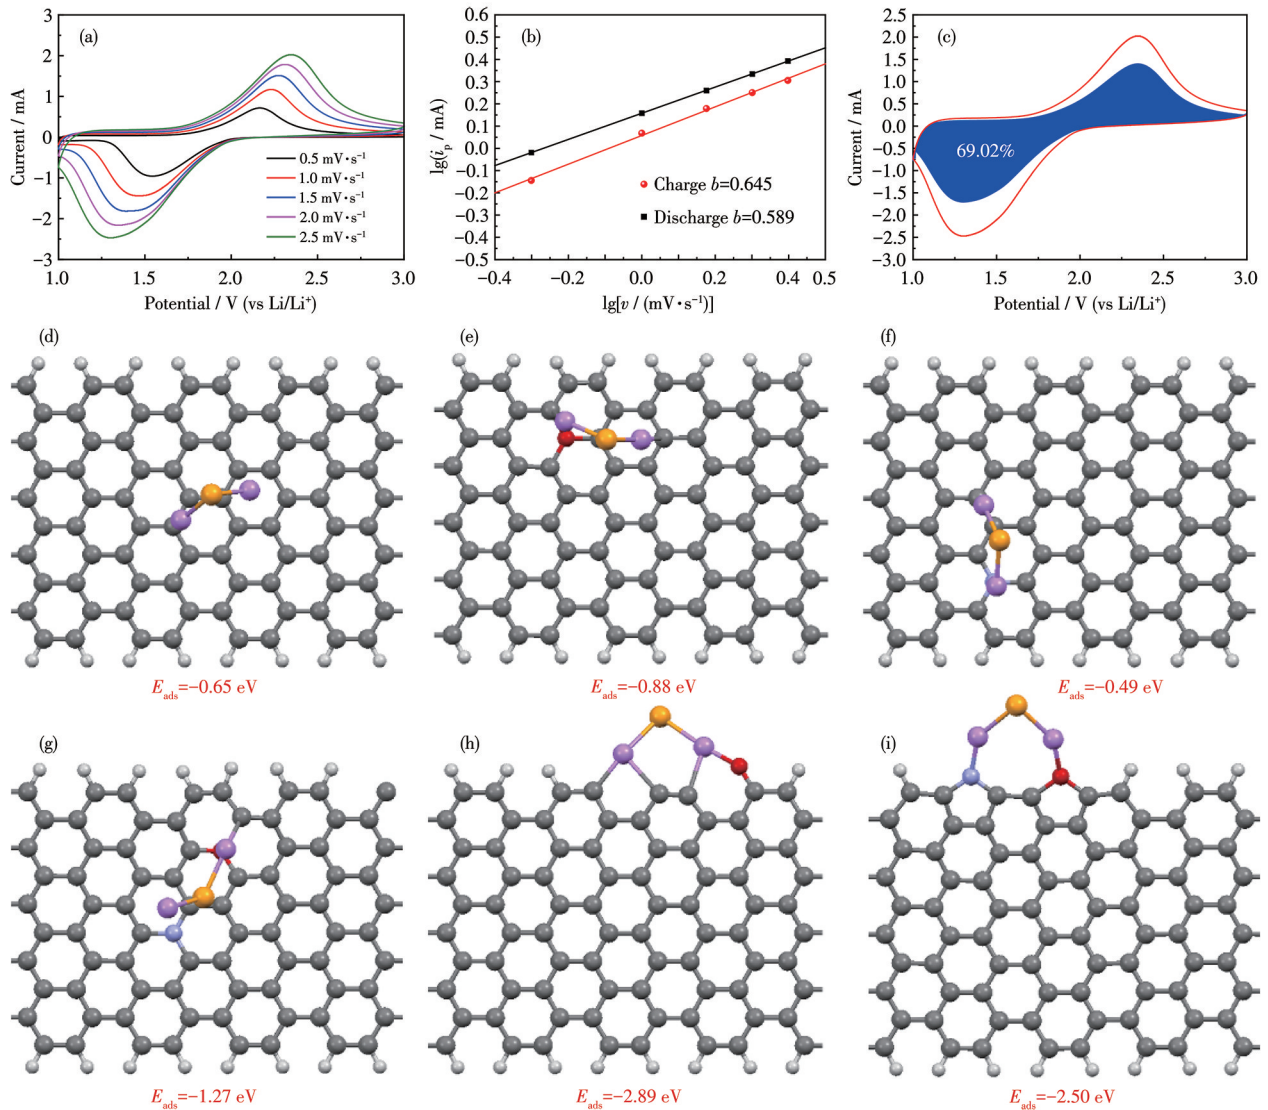 (a)
3
2
1
0
−1
−2
−3
Current / mA
0.5 mV·s⁻¹
1.0 mV·s⁻¹
1.5 mV·s⁻¹
2.0 mV·s⁻¹
2.5 mV·s⁻¹
1.0 1.5 2.0 2.5 3.0
Potential / V (vs Li/Li⁺)
(b)
0.6
0.5
0.4
0.3
0.2
0.1
0.0
−0.1
−0.2
−0.3
−0.4
−0.5
lg(iₚ / mA)
Charge b=0.645
Discharge b=0.589
−0.4 −0.2 0.0 0.2 0.4 0.5
lg[v / (mV·s⁻¹)]
(c)
2.5
2.0
1.5
1.0
0.5
0.0
−0.5
−1.0
−1.5
−2.0
−2.5
−3.0
Current / mA
69.02%
1.0 1.5 2.0 2.5 3.0
Potential / V (vs Li/Li⁺)
(d)
E_ads=−0.65 eV
(e)
E_ads=−0.88 eV
(f)
E_ads=−0.49 eV
(g)
E_ads=−1.27 eV
(h)
E_ads=−2.89 eV
(i)
E_ads=−2.50 eV